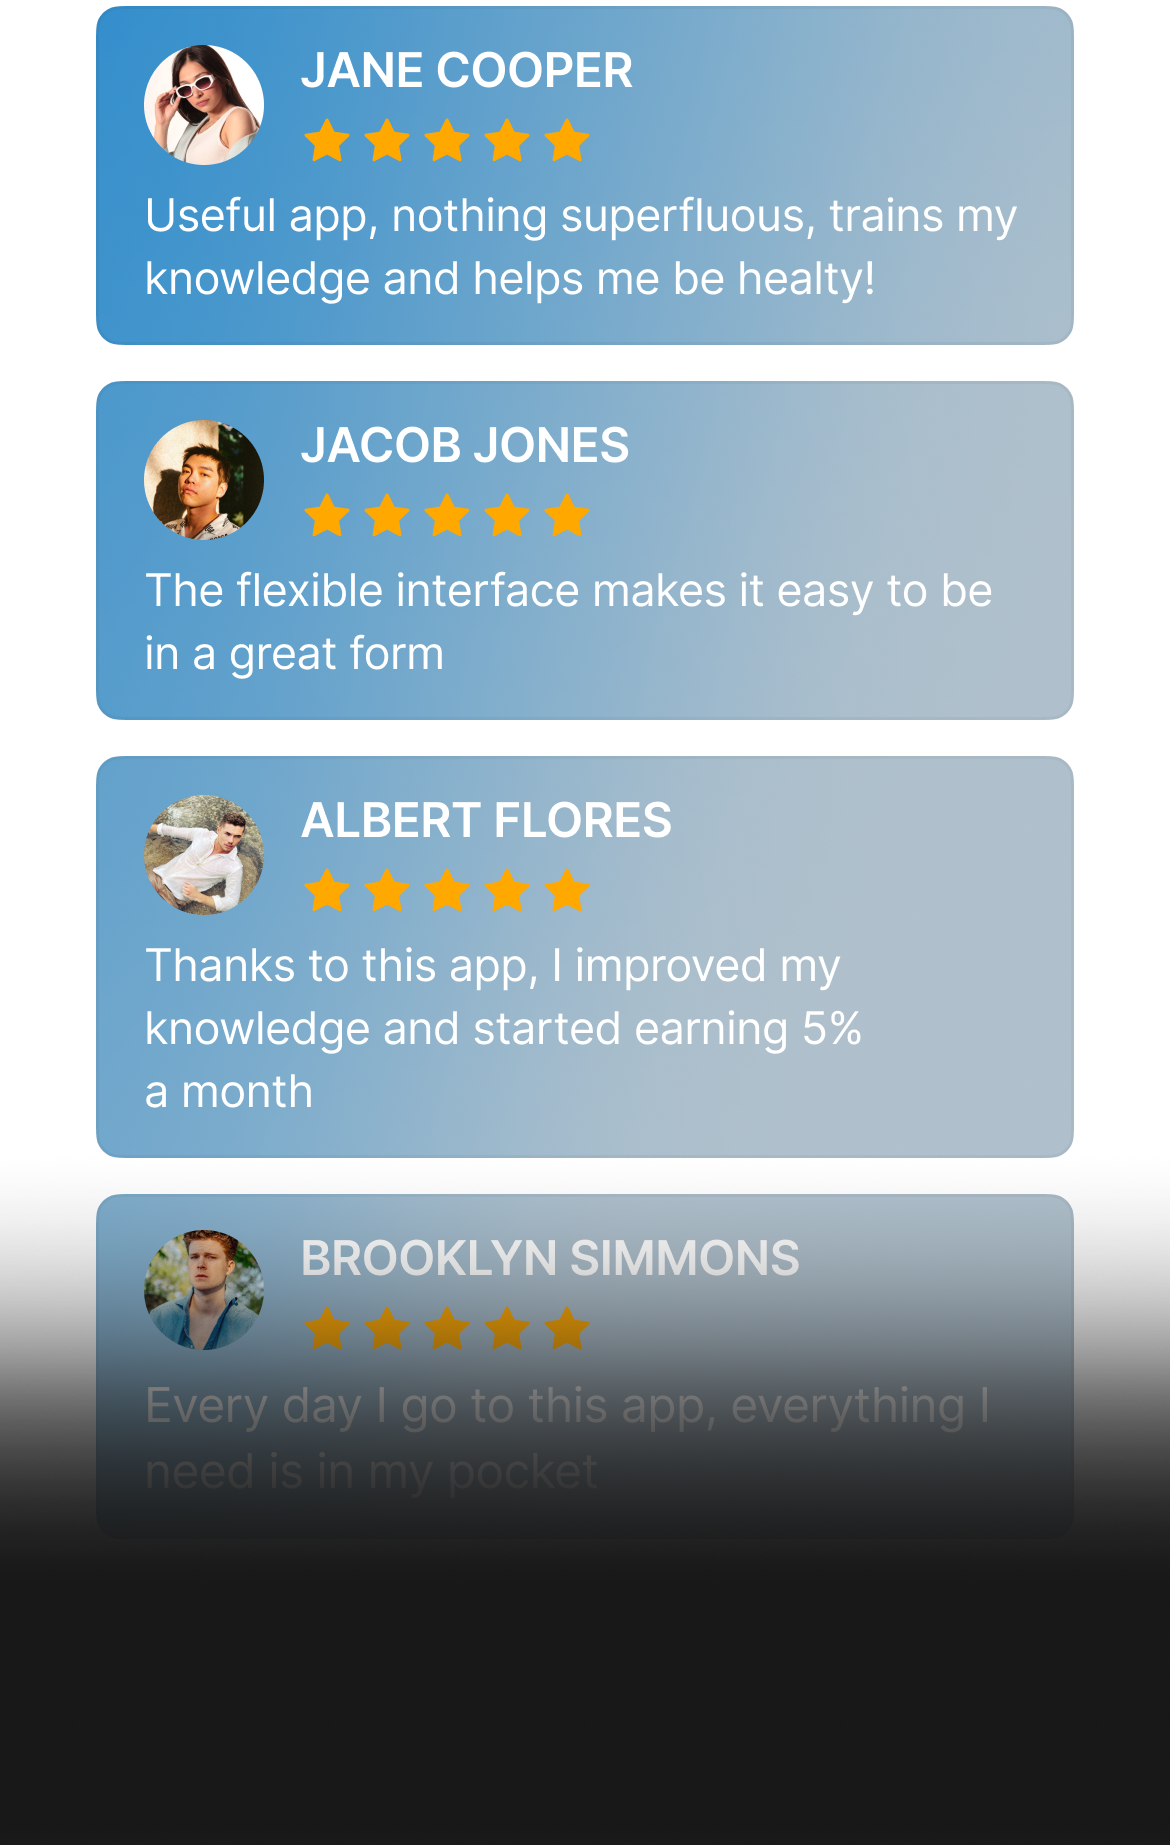 JANE COOPER
Useful app, nothing superfluous, trains my
knowledge and helps me be healty!
JACOB JONES
The flexible interface makes it easy to be
in a great form
ALBERT FLORES
Thanks to this app, I improved my
knowledge and started earning 5%
a month
BROOKLYN SIMMONS
Every day I go to this app, everything I
need is in my pocket